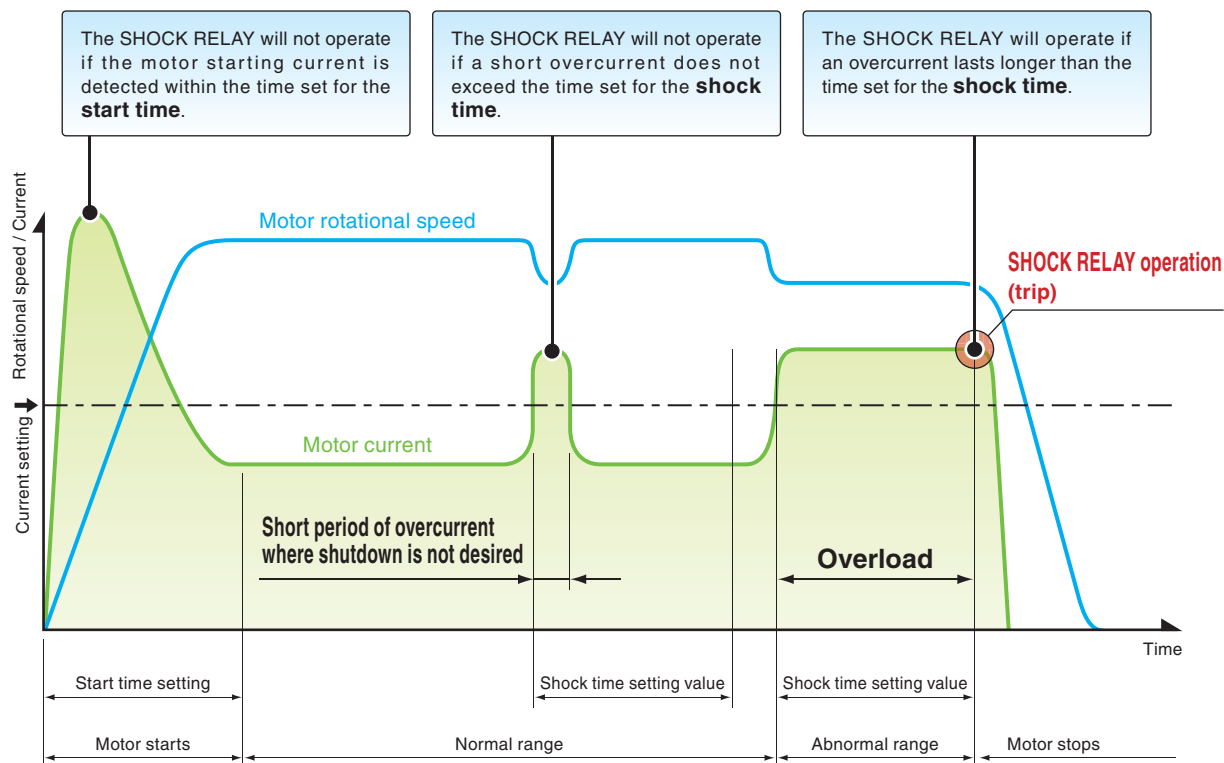 The SHOCK RELAY will not operate
if the motor starting current is
detected within the time set for the
start time.
The SHOCK RELAY will not operate
if a short overcurrent does not
exceed the time set for the shock
time.
The SHOCK RELAY will operate if
an overcurrent lasts longer than the
time set for the shock time.
Rotational speed / Current
Current setting
Motor rotational speed
SHOCK RELAY operation
(trip)
Motor current
Short period of overcurrent
where shutdown is not desired
Overload
Time
Start time setting
Shock time setting value
Shock time setting value
Motor starts
Normal range
Abnormal range
Motor stops